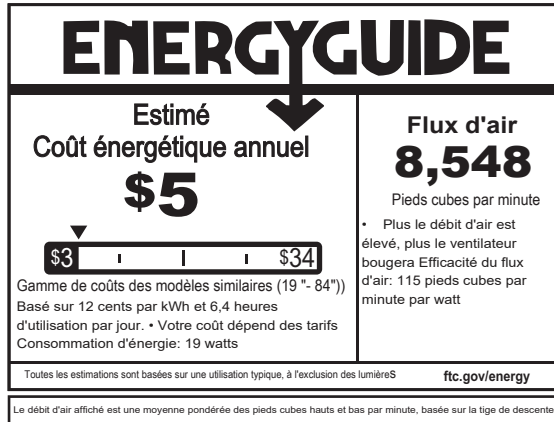 ENERGYGUIDE
Estimé
Coût énergétique annuel
$5
$3
$34
Gamme de coûts des modèles similaires (19 "- 84"))
Basé sur 12 cents par kWh et 6,4 heures
d'utilisation par jour. • Votre coût dépend des tarifs
Consommation d'énergie: 19 watts
Flux d'air
8,548
Pieds cubes par minute
• Plus le débit d'air est
élevé, plus le ventilateur
bougera Efficacité du flux
d'air: 115 pieds cubes par
minute par watt
Toutes les estimations sont basées sur une utilisation typique, à l'exclusion des lumièreS
ftc.gov/energy
Le débit d'air affiché est une moyenne pondérée des pieds cubes hauts et bas par minute, basée sur la tige de descente